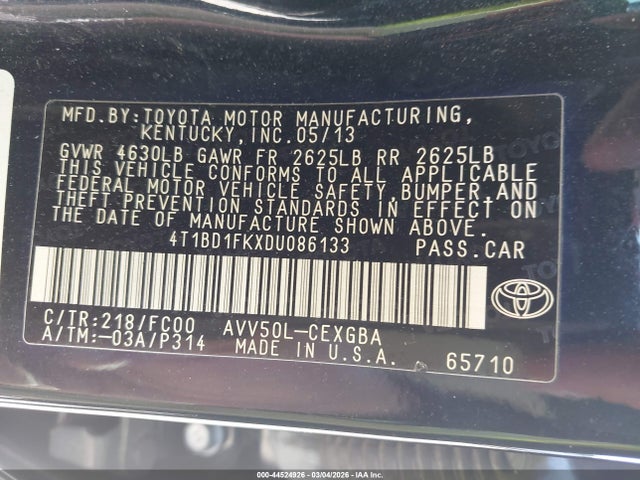 MFD.BY:TOYOTA MOTOR MANUFACTURING,
KENTUCKY,INC.05/13
GVWR 4630LB GAWR FR 2625LB RR 2625LB
THIS VEHICLE CONFORMS TO ALL APPLICABLE
FEDERAL MOTOR VEHICLE SAFETY,BUMPER,AND
THEFT PREVENTION STANDARDS IN EFFECT ON
THE DATE OF MANUFACTURE SHOWN ABOVE.
4T1BD1FKXDU086133 PASS.CAR
C/TR:218/FC00 AVV50L-CEXGBA
A/TM:-03A/P314 MADE IN U.S.A. 65710
000-44524926 - 03/04/2026 - IAA Inc.